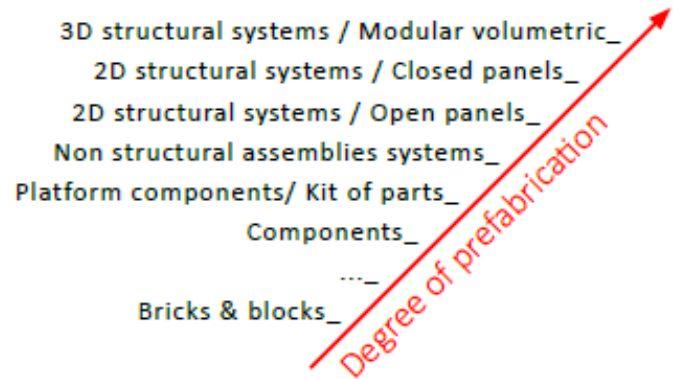 3D structural systems / Modular volumetric_
2D structural systems / Closed panels_
2D structural systems / Open panels_
Non structural assemblies systems_
Platform components/ Kit of parts_
Components_
..._
Bricks & blocks_
Degree of prefabrication